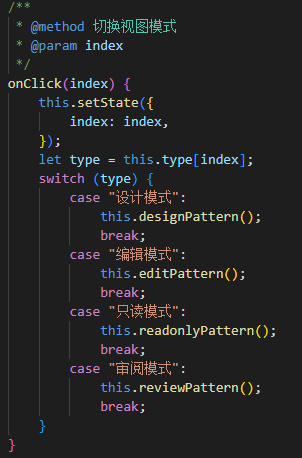 /**
 * @method 切换视图模式
 * @param index
 */
onClick(index) {
    this.setState({
        index: index,
    });
    let type = this.type[index];
    switch (type) {
        case "设计模式":
            this.designPattern();
            break;
        case "编辑模式":
            this.editPattern();
            break;
        case "只读模式":
            this.readonlyPattern();
            break;
        case "审阅模式":
            this.reviewPattern();
            break;
    }
}